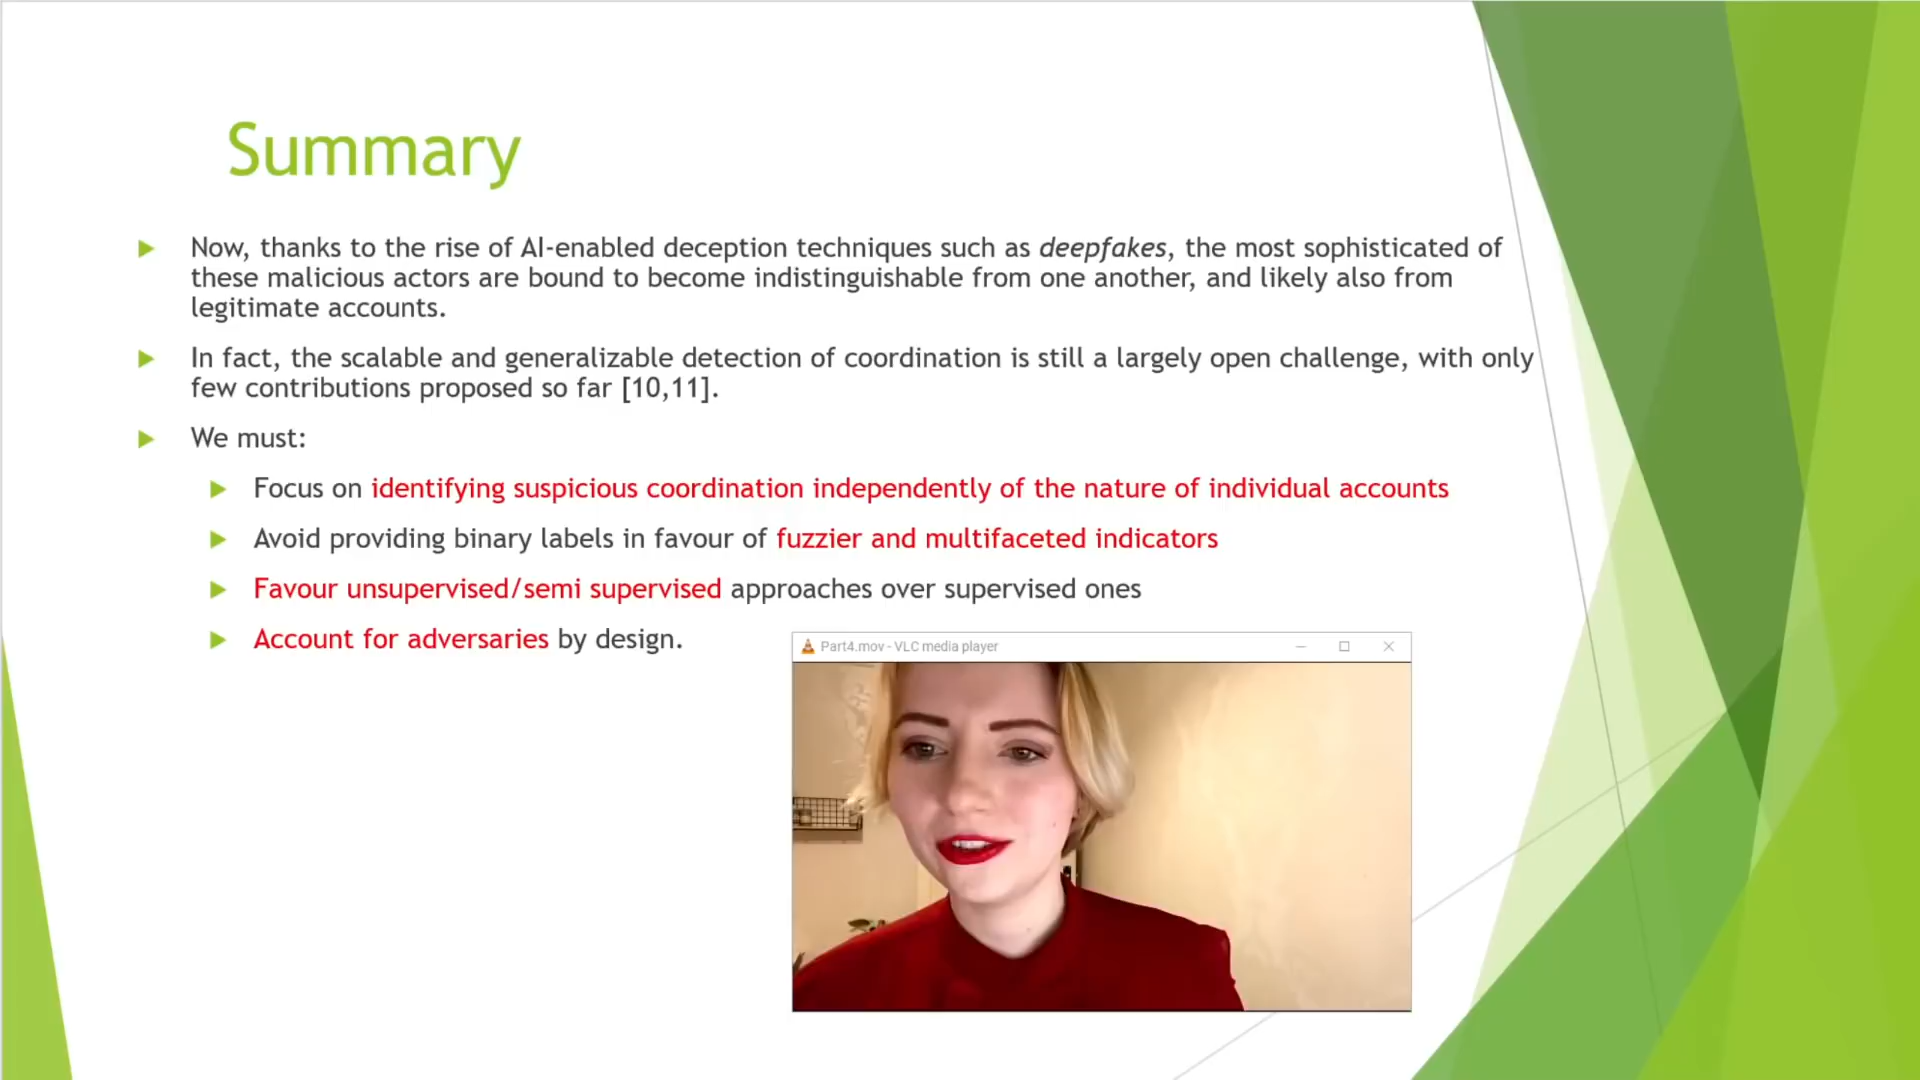 Summary
Now, thanks to the rise of AI-enabled deception techniques such as deepfakes, the most sophisticated of
these malicious actors are bound to become indistinguishable from one another, and likely also from
legitimate accounts.
In fact, the scalable and generalizable detection of coordination is still a largely open challenge, with only
few contributions proposed so far [10,11].
We must:
Focus on identifying suspicious coordination independently of the nature of individual accounts
Avoid providing binary labels in favour of fuzzier and multifaceted indicators
Favour unsupervised/semi supervised approaches over supervised ones
Account for adversaries by design.
Part4.mov - VLC media player